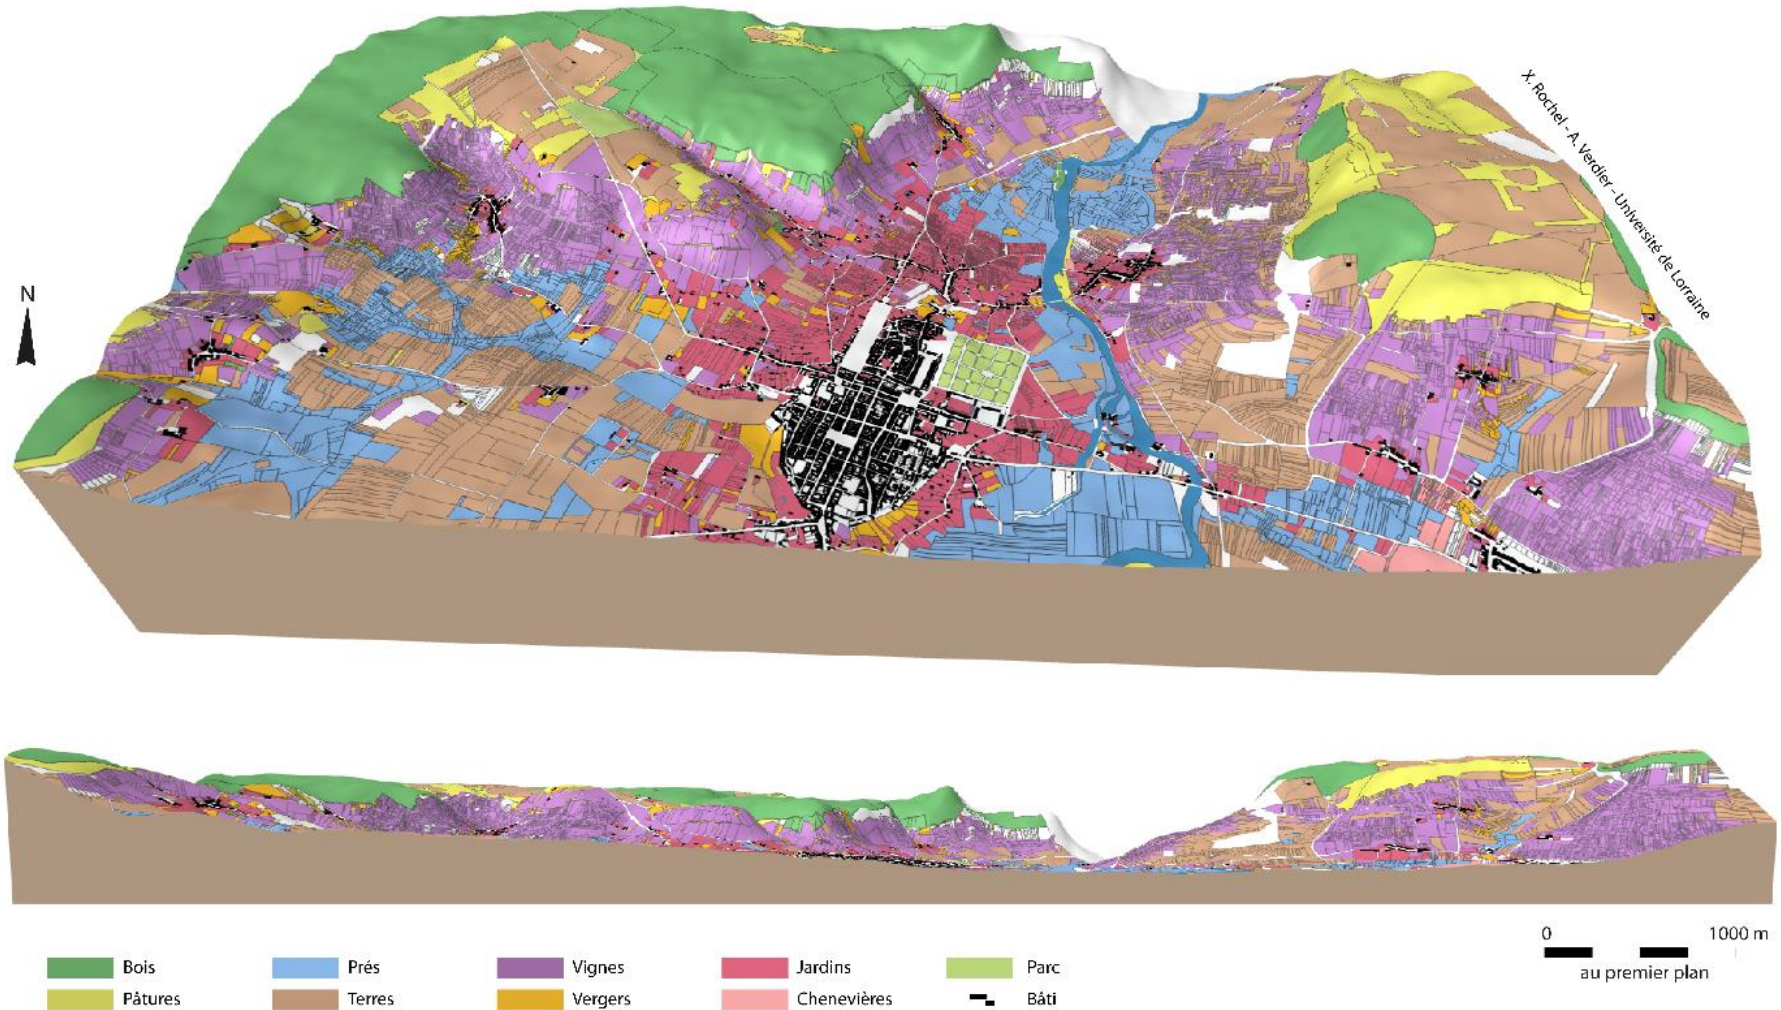 X. Rochel - A. Verdier - Université de Lorraine
N
0 1000 m
au premier plan
Bois Prés Vignes Jardins Parc
Pâtures Terres Vergers Chenevières Bâti